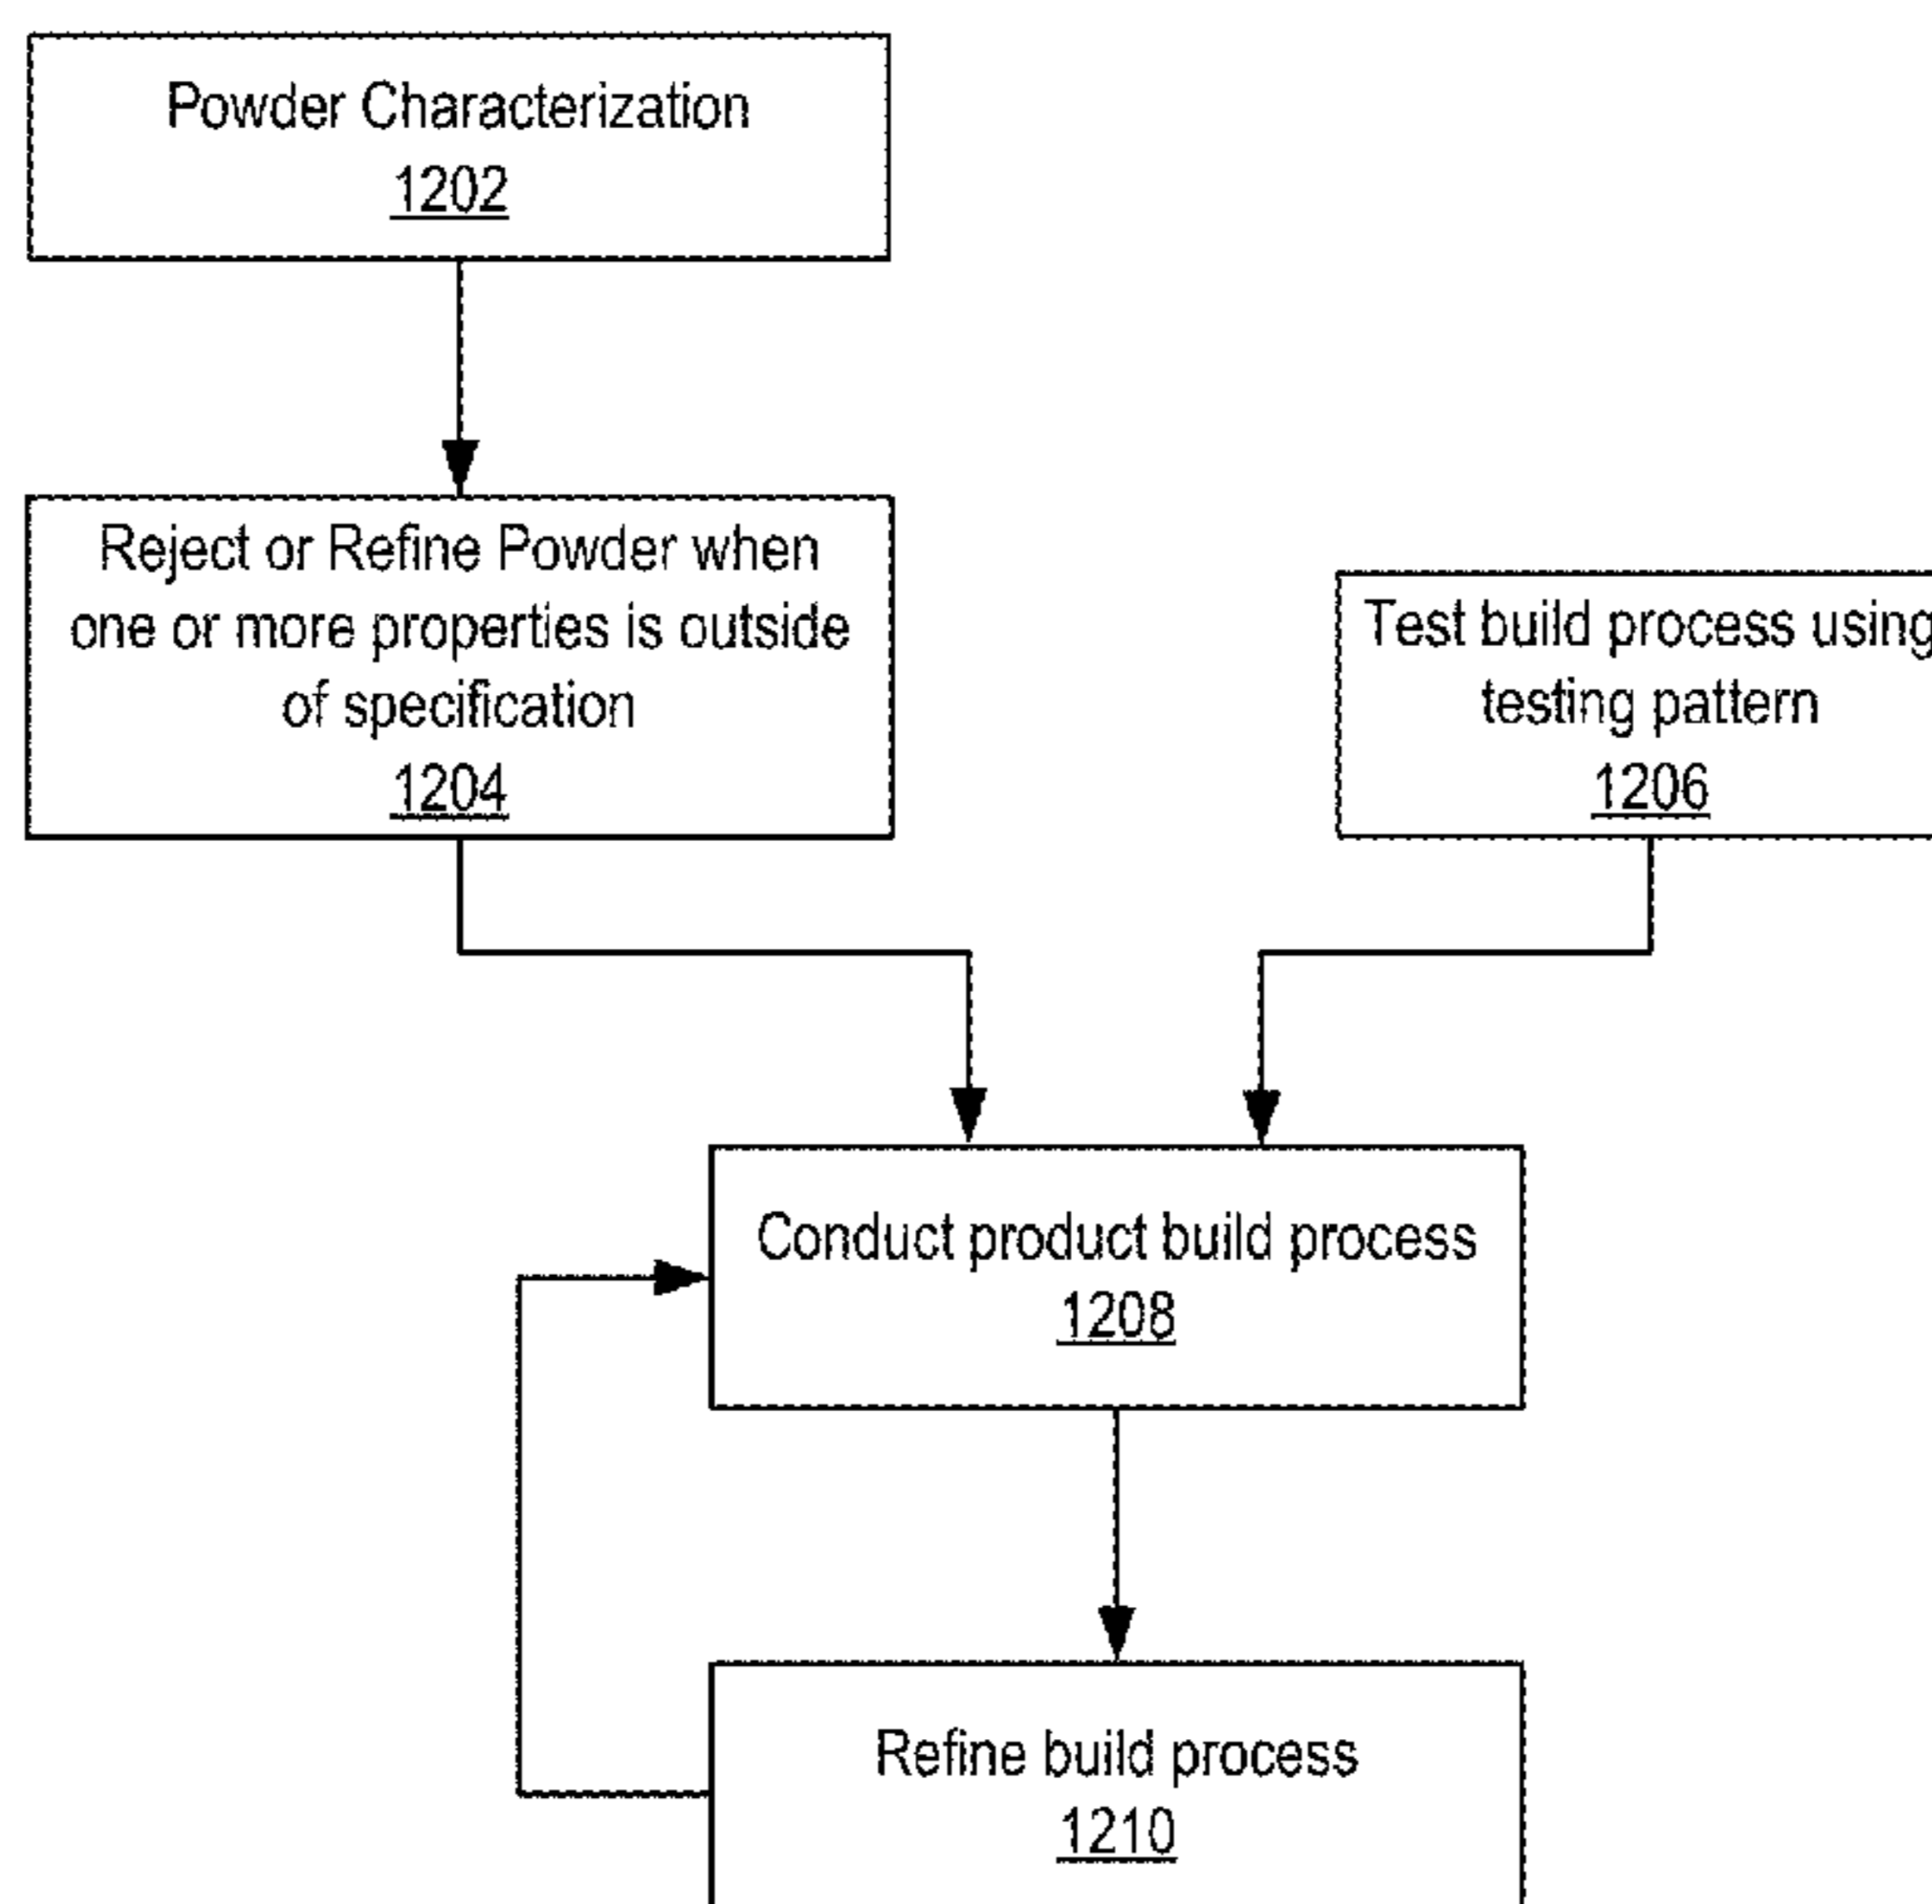 Powder Characterization
1202
Reject or Refine Powder when
one or more properties is outside
of specification
1204
Test build process using
testing pattern
1206
Conduct product build process
1208
Refine build process
1210